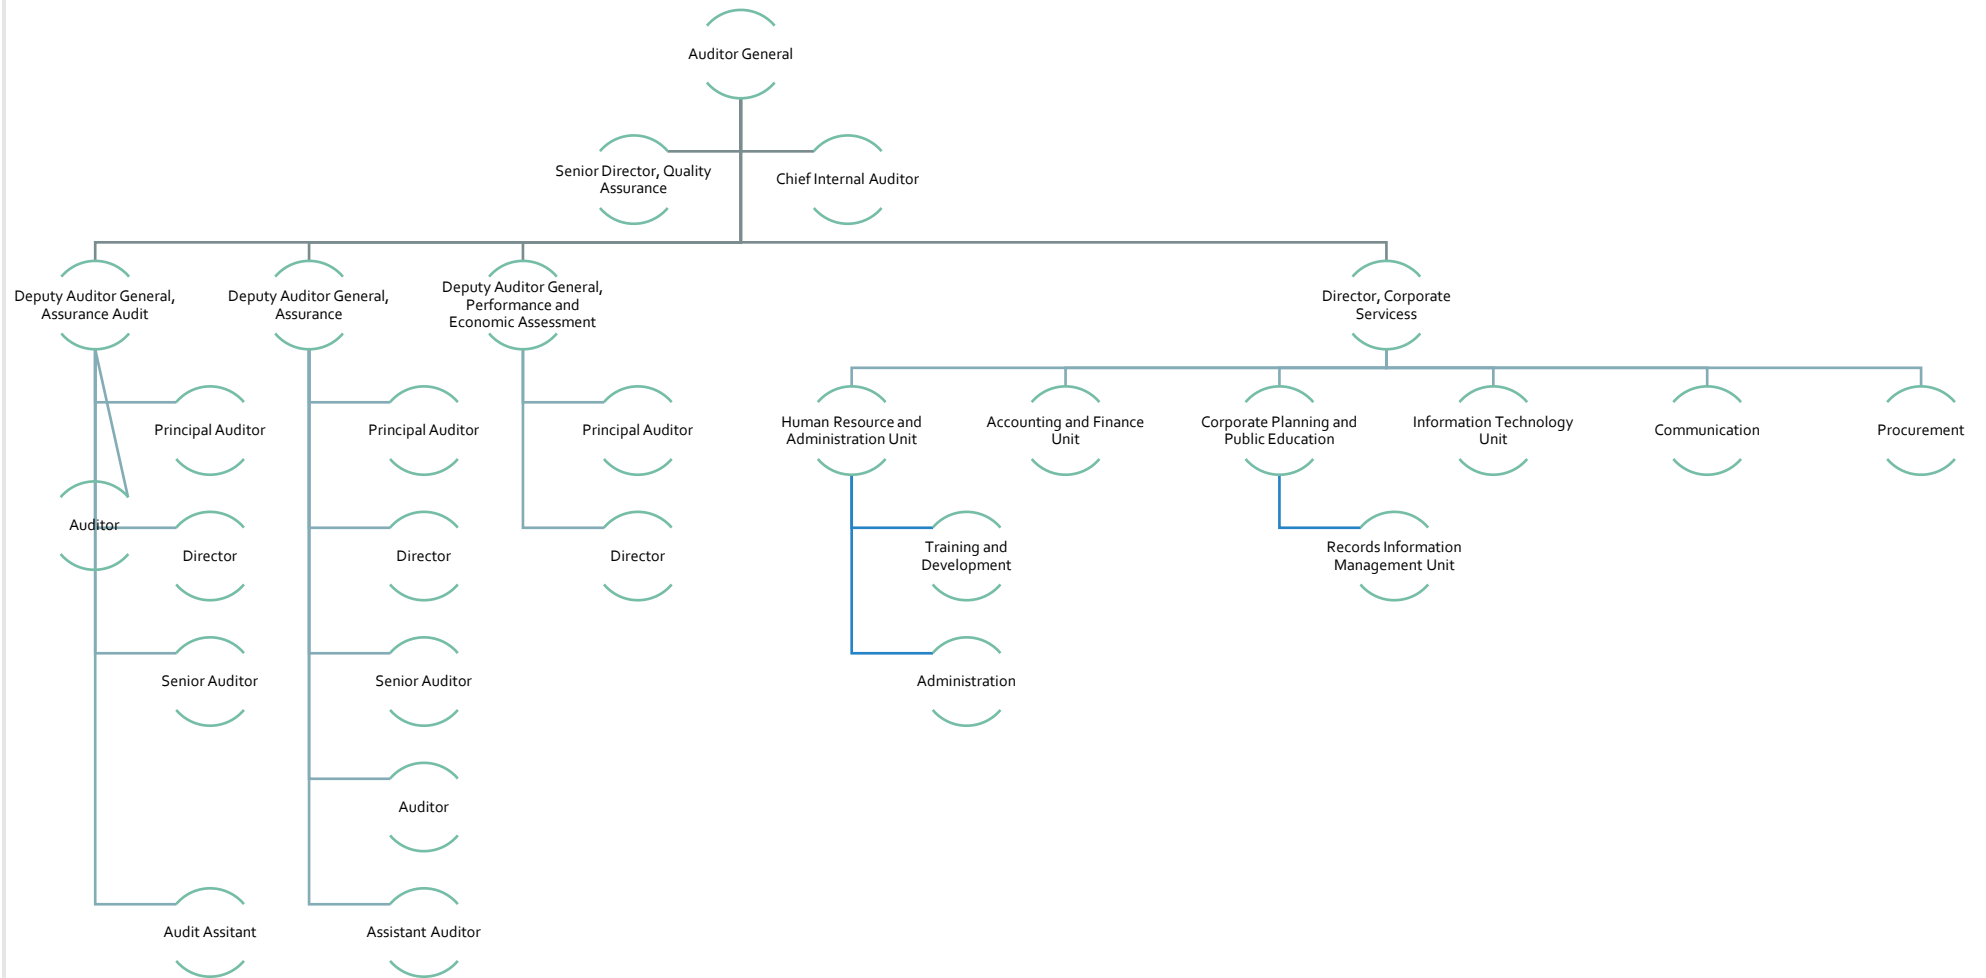 Auditor General
Senior Director, Quality
Assurance
Chief Internal Auditor
Deputy Auditor General,
Assurance Audit
Deputy Auditor General,
Assurance
Deputy Auditor General,
Performance and
Economic Assessment
Director, Corporate
Servicess
Principal Auditor
Principal Auditor
Principal Auditor
Human Resource and
Administration Unit
Accounting and Finance
Unit
Corporate Planning and
Public Education
Information Technology
Unit
Communication
Procurement
Auditor
Director
Director
Director
Training and
Development
Records Information
Management Unit
Senior Auditor
Senior Auditor
Administration
Auditor
Audit Assitant
Assistant Auditor